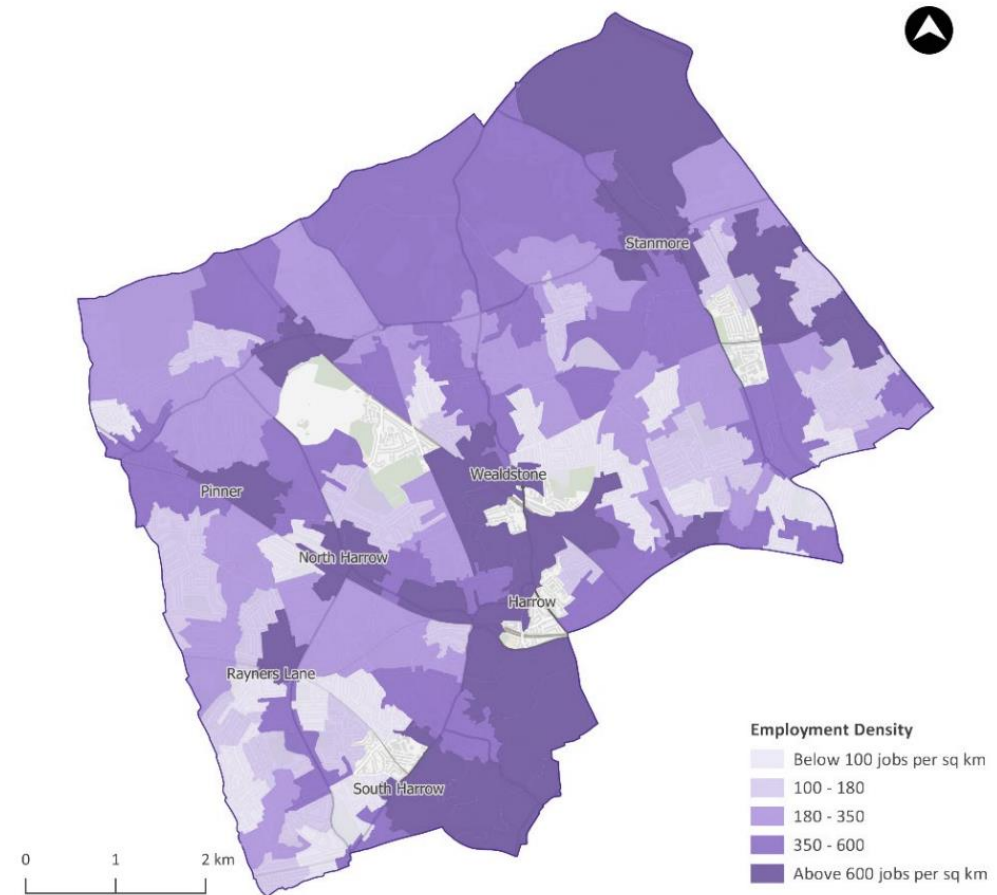 Stanmore
Wealdstone
Pinner
North Harrow
Harrow
Rayners Lane
South Harrow
Employment Density
Below 100 jobs per sq km
100 - 180
180 - 350
350 - 600
Above 600 jobs per sq km
0 1 2 km